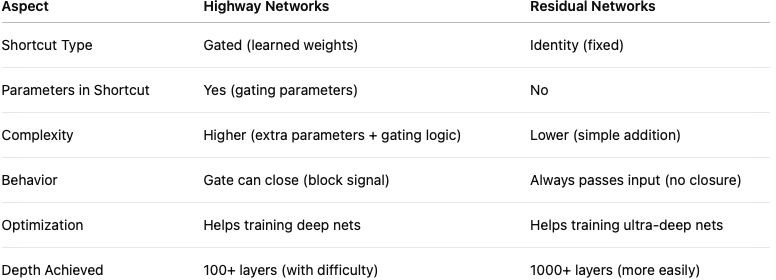 Aspect Highway Networks Residual Networks
Shortcut Type Gated (learned weights) Identity (fixed)
Parameters in Shortcut Yes (gating parameters) No
Complexity Higher (extra parameters + gating logic) Lower (simple addition)
Behavior Gate can close (block signal) Always passes input (no closure)
Optimization Helps training deep nets Helps training ultra-deep nets
Depth Achieved 100+ layers (with difficulty) 1000+ layers (more easily)